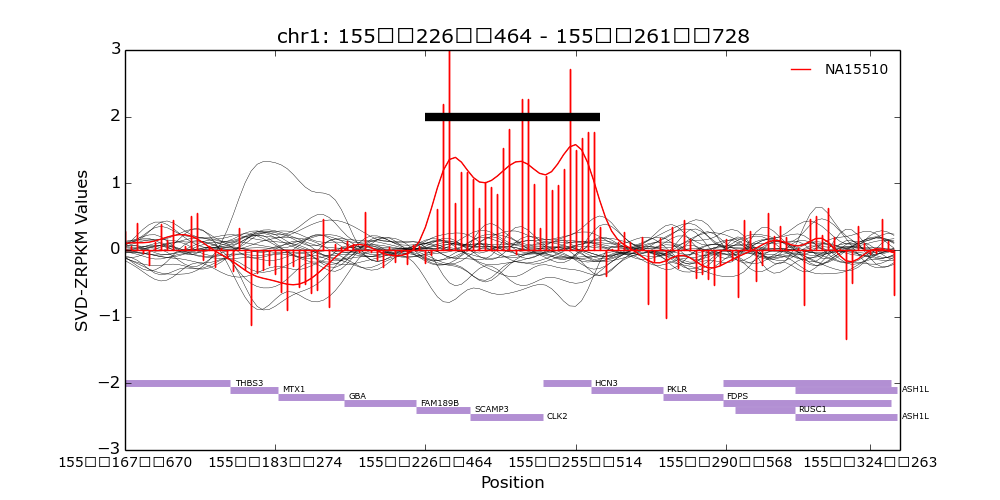 chr1: 155□□226□□464 - 155□□261□□728
NA15510
3
2
1
0
−1
−2
−3
SVD-ZRPKM Values
THBS3
HCN3
MTX1
PKLR
ASH1L
GBA
FDPS
FAM189B
SCAMP3
RUSC1
CLK2
ASH1L
155□□167□□670
155□□183□□274
155□□226□□464
155□□255□□514
155□□290□□568
155□□324□□263
Position